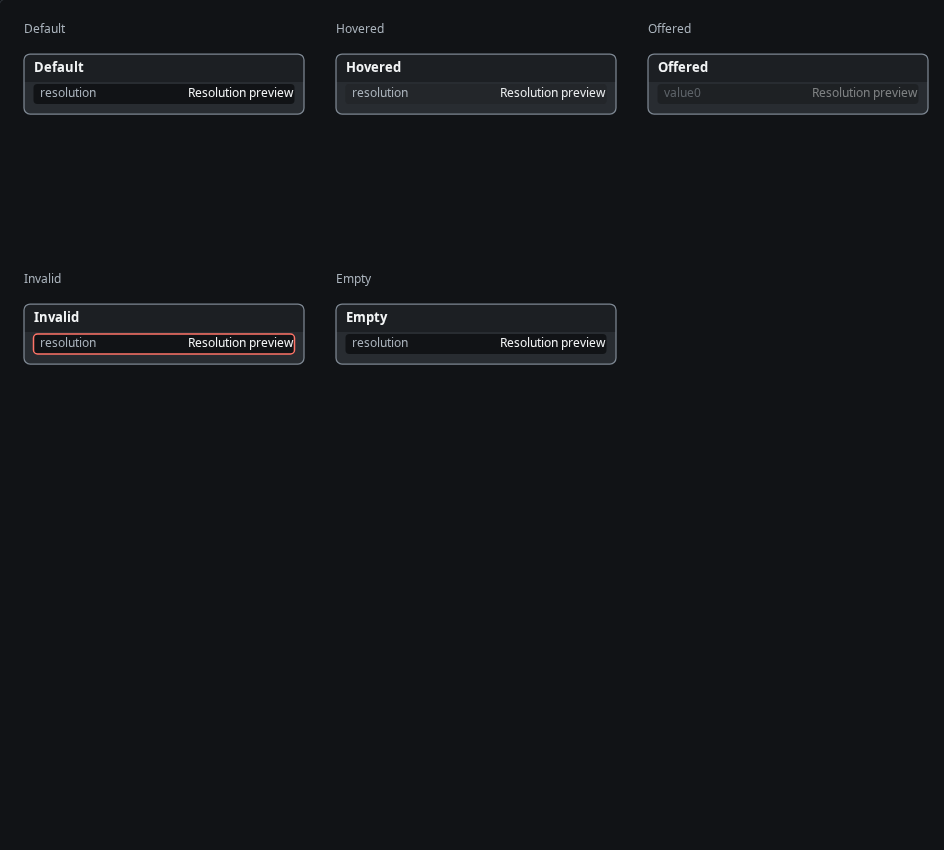 Default
Hovered
Offered
Default
Hovered
Offered
resolution Resolution preview
resolution Resolution preview
value0 Resolution preview
Invalid
Empty
Invalid
Empty
resolution Resolution preview
resolution Resolution preview